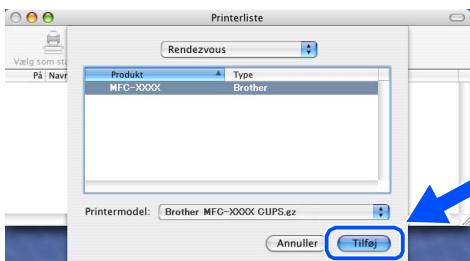 Printerliste
Rendezvous
Vælg som sta
På Navn
Produkt Type
MFC-XXXX Brother
Printermodel: Brother MFC-XXXX CUPS.gz
Annuller Tilføj